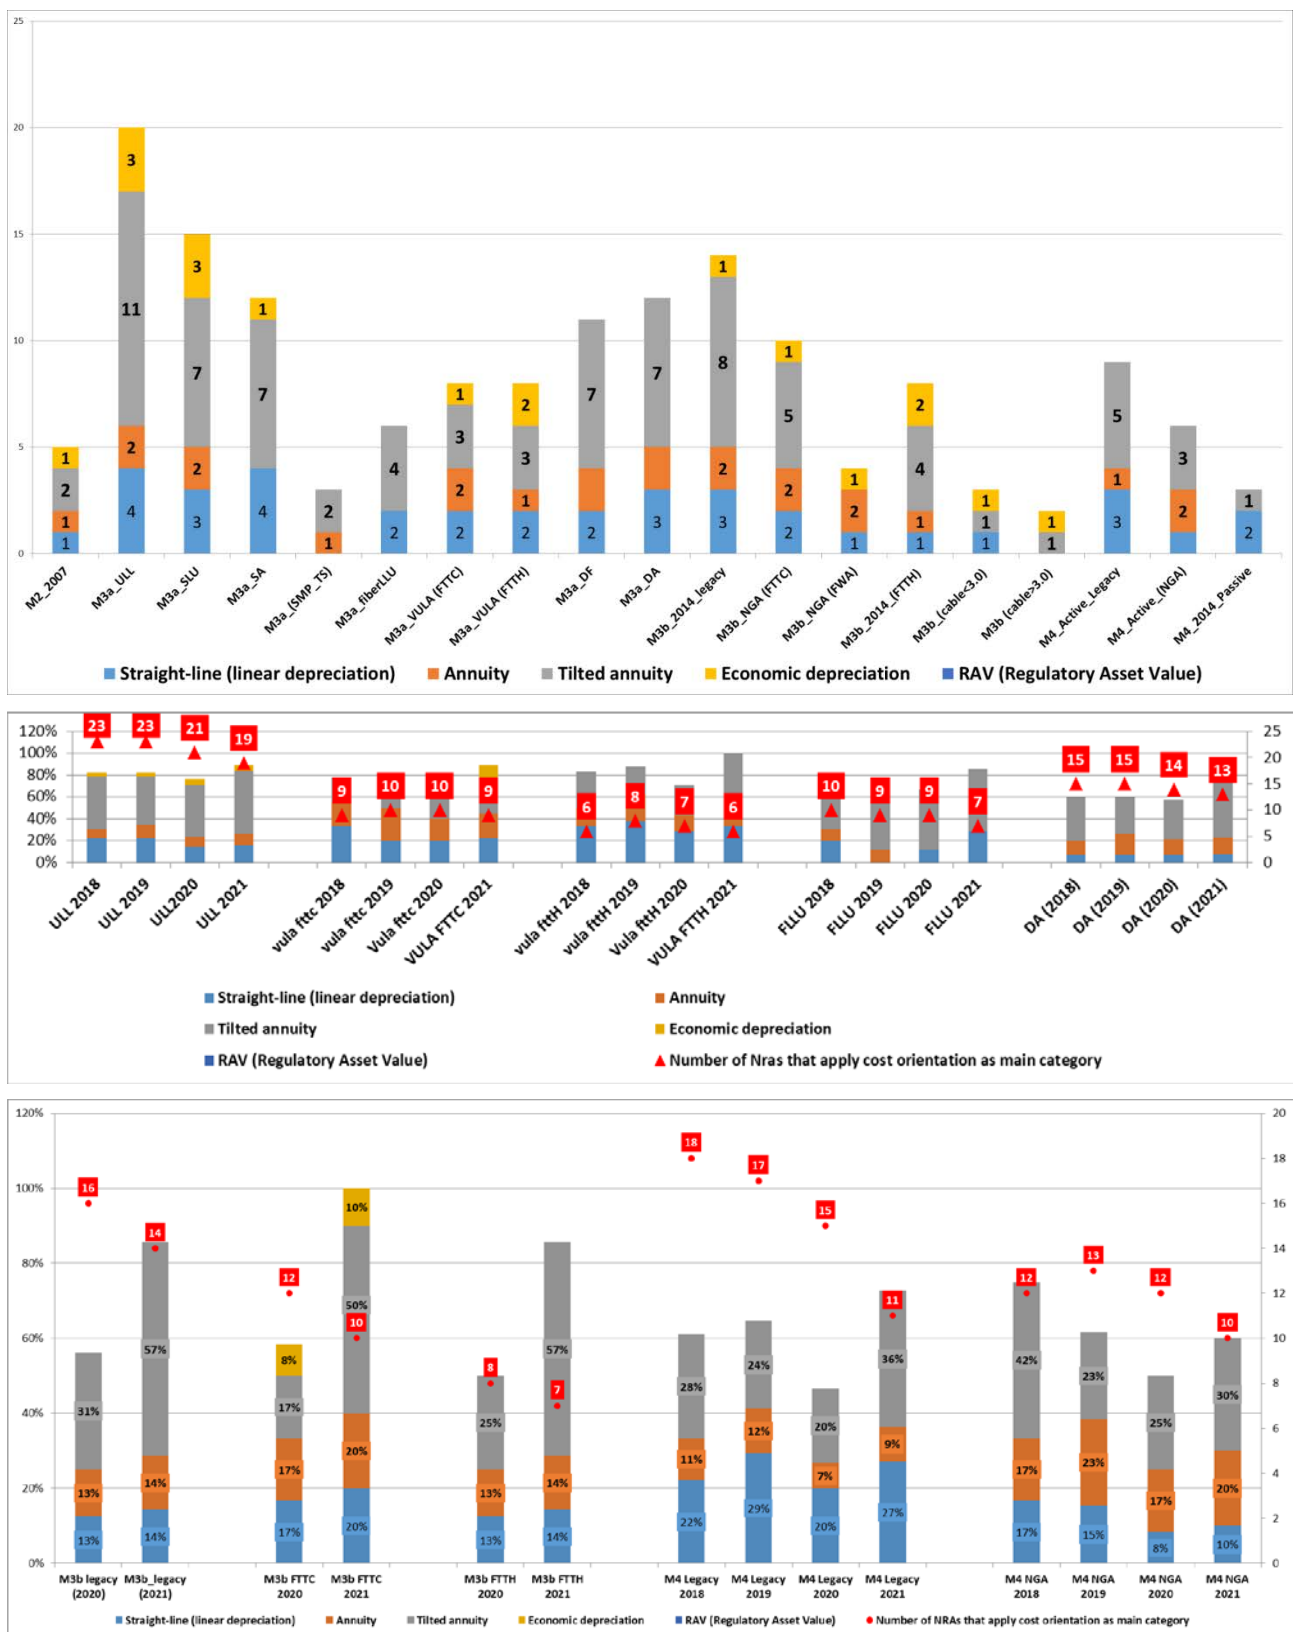 25
20
15
10
5
0
3
11
2
4
3
7
2
3
1
7
4
2
1
4
2
1
3
2
2
2
3
1
2
7
2
7
3
1
8
2
3
1
5
2
2
1
2
1
2
4
1
1
1
1
1
1
1
5
1
3
3
2
1
2
1
2
1
1
M2_2007
M3a_ULL
M3a_SLU
M3a_SA
M3a_(SMP_TS)
M3a_fiberLLU
M3a_VULA (FTTC)
M3a_VULA (FTTH)
M3a_DF
M3a_DA
M3b_2014_legacy
M3b_NGA (FTTC)
M3b_NGA (FWA)
M3b_2014_(FTTH)
M3b_(cable<3.0)
M3b (cable>3.0)
M4_Active_Legacy
M4_Active_(NGA)
M4_2014_Passive
Straight-line (linear depreciation) Annuity Tilted annuity Economic depreciation RAV (Regulatory Asset Value)
120%
100%
80%
60%
40%
20%
0%
23 23 21 19
9 10 10 9
6 8 7 6
10 9 9 7
15 15 14 13
25
20
15
10
5
0
ULL 2018
ULL 2019
ULL2020
ULL 2021
vula fttc 2018
vula fttc 2019
Vula fttc 2020
VULA FTTC 2021
vula fttH 2018
vula fttH 2019
Vula fttH 2020
VULA FTTH 2021
FLLU 2018
FLLU 2019
FLLU 2020
FLLU 2021
DA (2018)
DA (2019)
DA (2020)
DA (2021)
Straight-line (linear depreciation) Annuity
Tilted annuity Economic depreciation
RAV (Regulatory Asset Value) Number of Nras that apply cost orientation as main category
120%
100%
80%
60%
40%
20%
0%
16
31%
13%
13%
14
57%
14%
14%
12
8%
17%
17%
17%
10%
50%
10
20%
20%
8
25%
13%
13%
57%
7
14%
14%
18
28%
11%
22%
17
24%
12%
29%
15
20%
7%
20%
11
36%
9%
27%
12
42%
17%
17%
13
23%
23%
15%
12
25%
17%
8%
10
30%
20%
10%
20
18
16
14
12
10
8
6
4
2
0
M3b legacy (2020)
M3b_legacy (2021)
M3b FTTC 2020
M3b FTTC 2021
M3b FTTH 2020
M3b FTTH 2021
M4 Legacy 2018
M4 Legacy 2019
M4 Legacy 2020
M4 Legacy 2021
M4 NGA 2018
M4 NGA 2019
M4 NGA 2020
M4 NGA 2021
Straight-line (linear depreciation) Annuity Tilted annuity Economic depreciation RAV (Regulatory Asset Value) Number of NRAs that apply cost orientation as main category